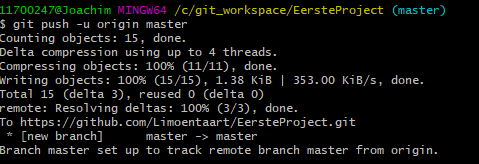 11700247@Joachim MINGW64 /c/git_workspace/EersteProject (master)
$ git push -u origin master
Counting objects: 15, done.
Delta compression using up to 4 threads.
Compressing objects: 100% (11/11), done.
Writing objects: 100% (15/15), 1.38 KiB | 353.00 KiB/s, done.
Total 15 (delta 3), reused 0 (delta 0)
remote: Resolving deltas: 100% (3/3), done.
To https://github.com/Limoentaart/EersteProject.git
 * [new branch]      master -> master
Branch master set up to track remote branch master from origin.